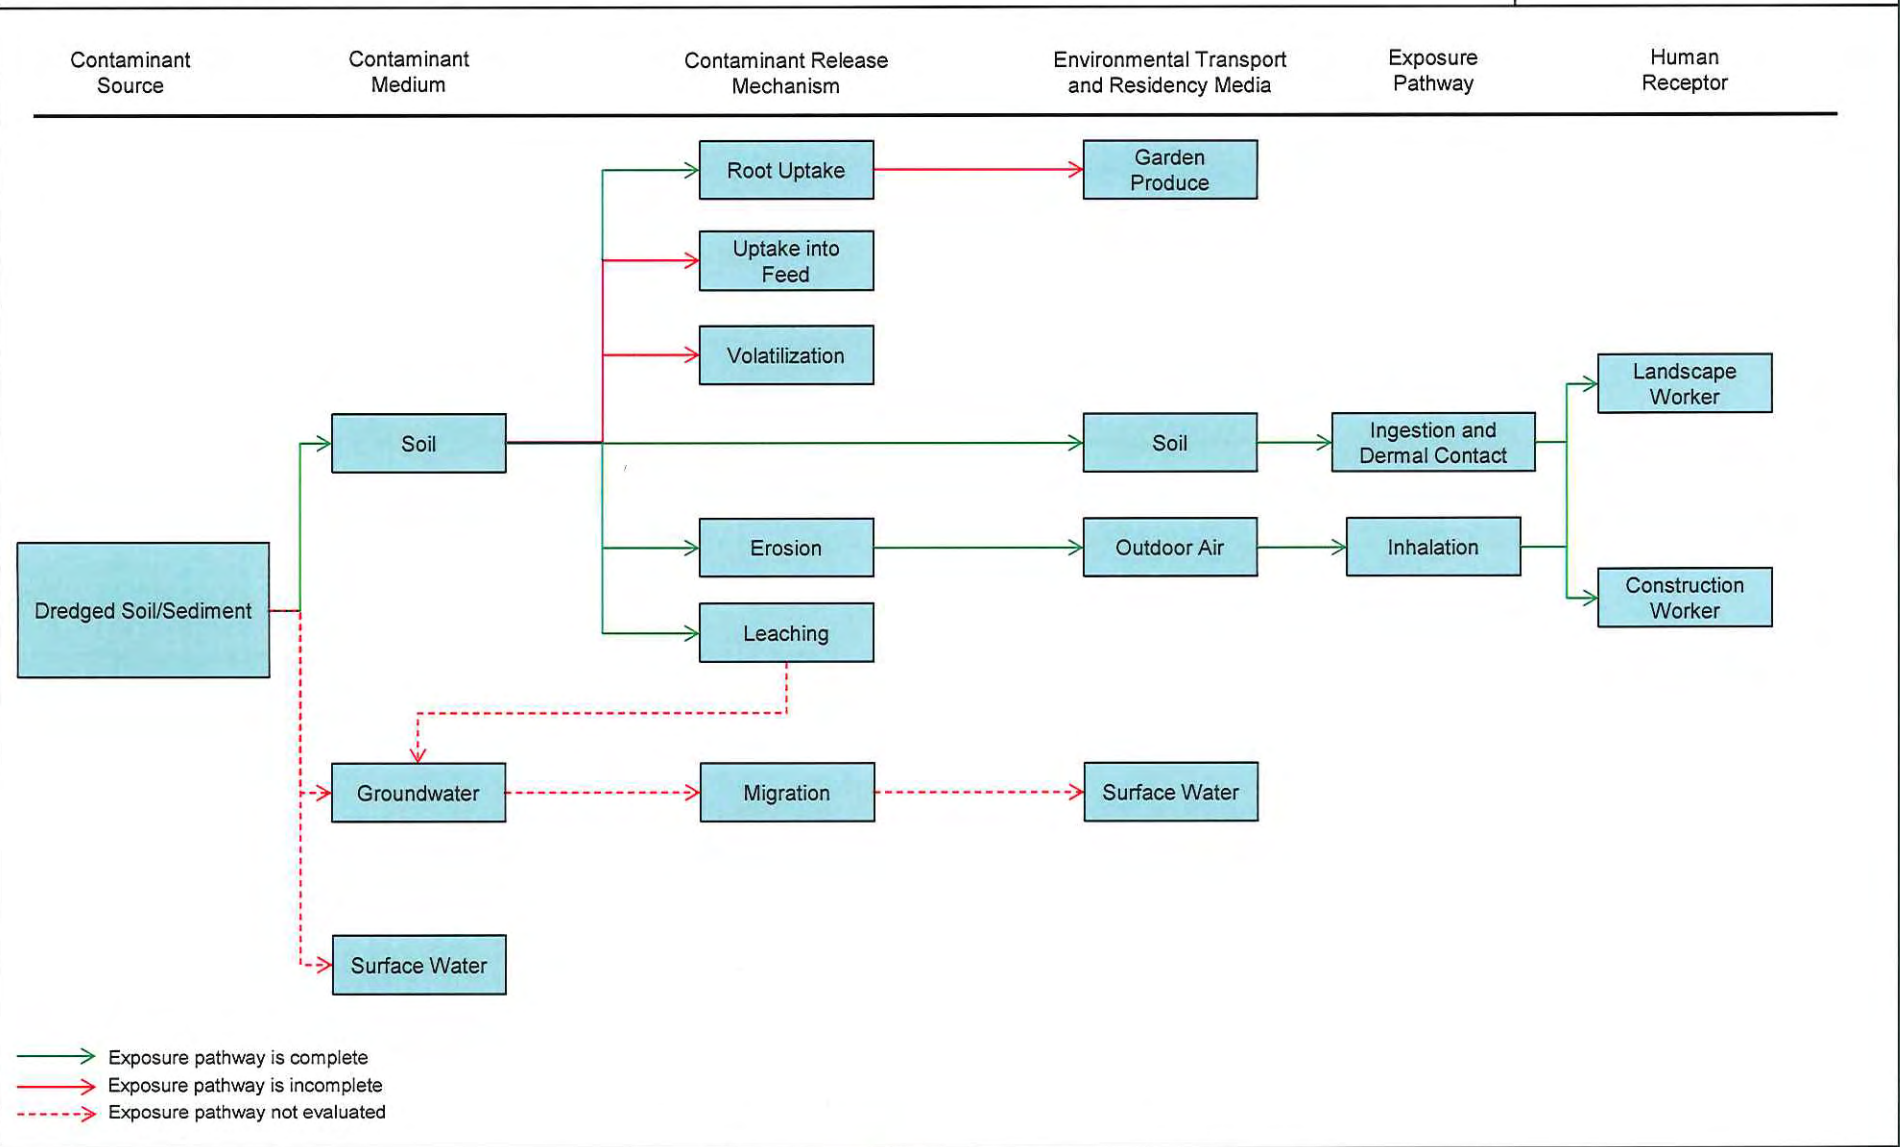 Contaminant
Source
Contaminant
Medium
Contaminant Release
Mechanism
Environmental Transport
and Residency Media
Exposure
Pathway
Human
Receptor
Root Uptake
Garden
Produce
Uptake into
Feed
Volatilization
Landscape
Worker
Soil
Soil
Ingestion and
Dermal Contact
Erosion
Outdoor Air
Inhalation
Construction
Worker
Dredged Soil/Sediment
Leaching
Groundwater
Migration
Surface Water
Surface Water
Exposure pathway is complete
Exposure pathway is incomplete
Exposure pathway not evaluated